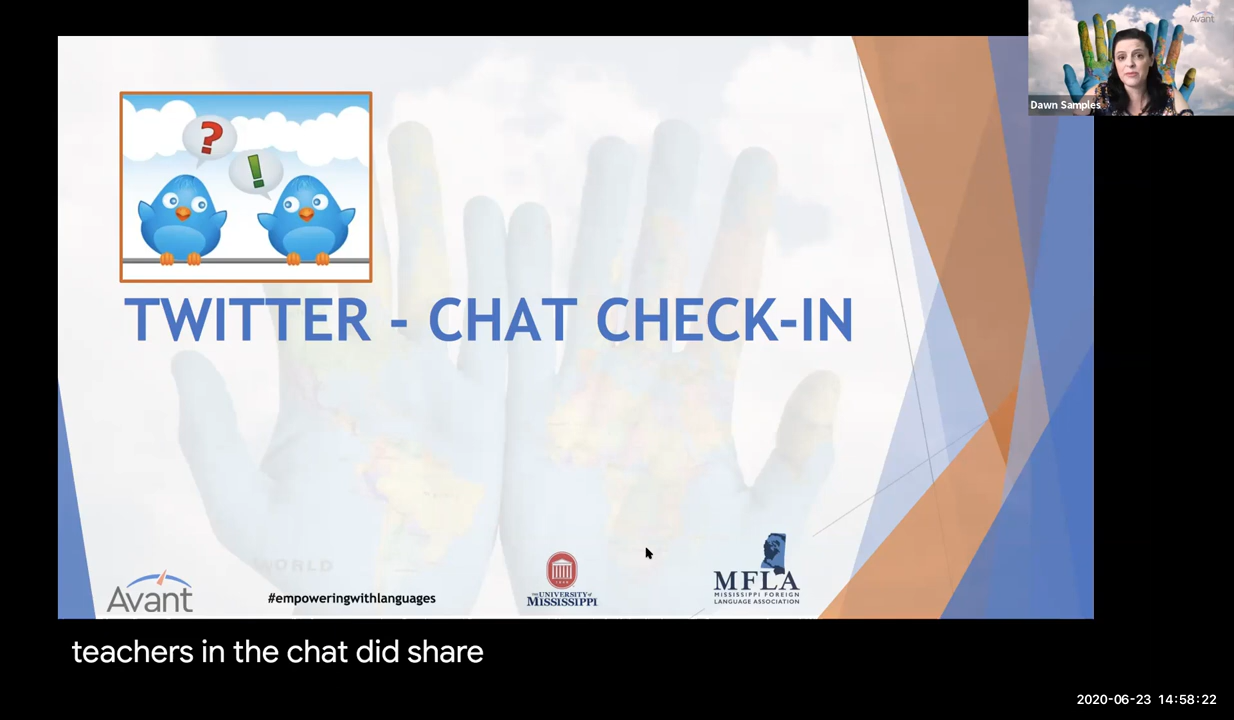 Avant
Dawn Samples
?
!
TWITTER - CHAT CHECK-IN
WORLD
Avant
#empoweringwithlanguages
THE UNIVERSITY of
MISSISSIPPI
MFLA
MISSISSIPPI FOREIGN
LANGUAGE ASSOCIATION
teachers in the chat did share
2020-06-23 14:58:22